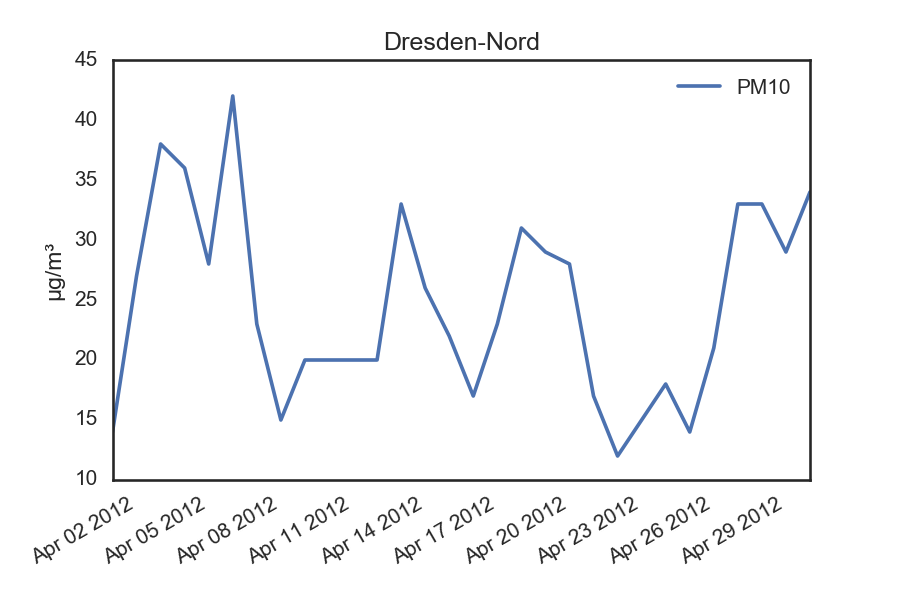 Dresden-Nord
45
40
35
30
25
20
15
10
µg/m³
PM10
Apr 02 2012
Apr 05 2012
Apr 08 2012
Apr 11 2012
Apr 14 2012
Apr 17 2012
Apr 20 2012
Apr 23 2012
Apr 26 2012
Apr 29 2012